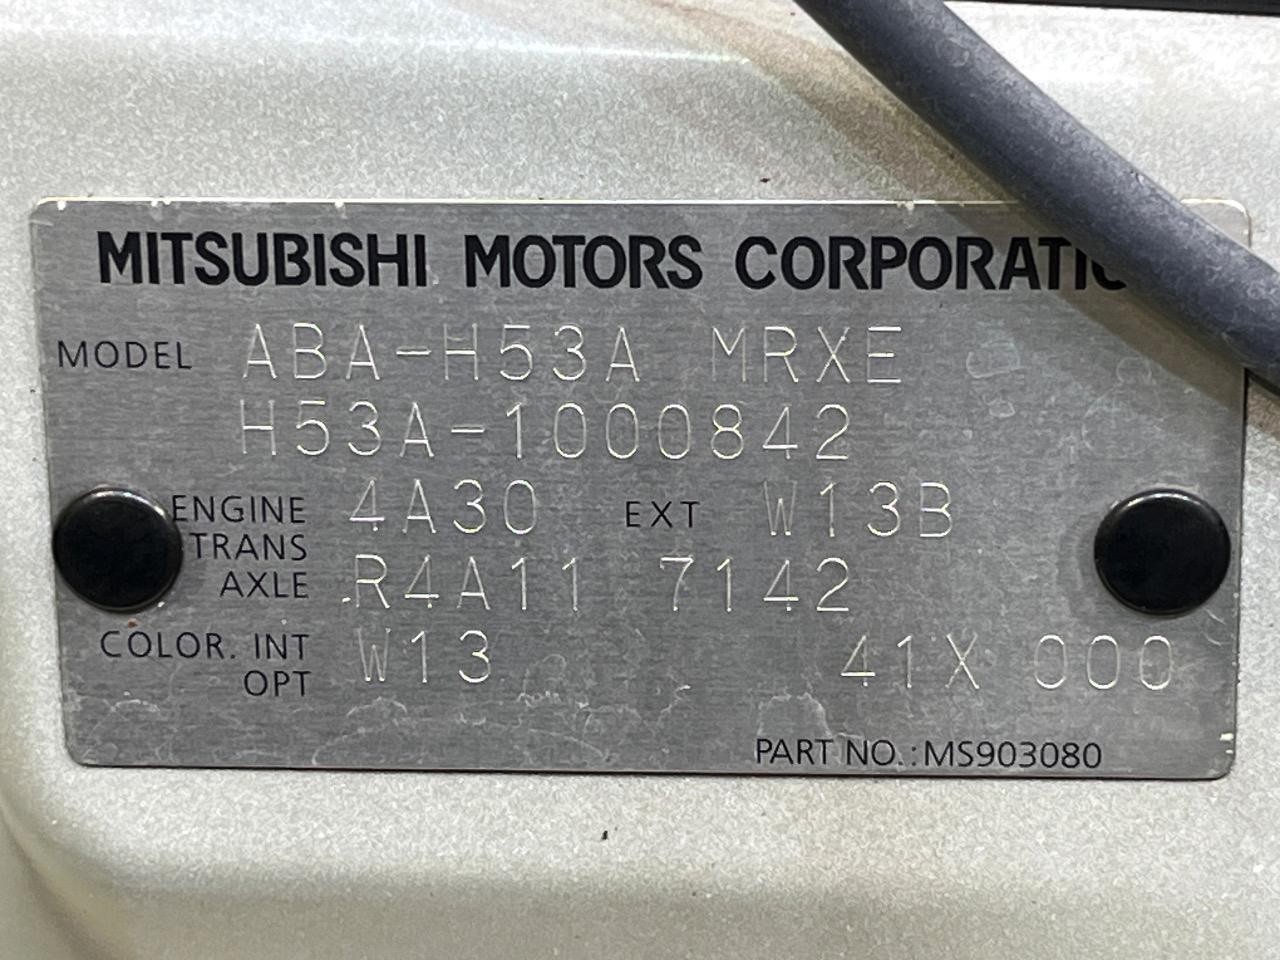 MITSUBISHI MOTORS CORPORATIO
MODEL ABA-H53A MRXE
H53A-1000842
ENGINE 4A30 EXT W13B
TRANS
AXLE R4A11 7142
COLOR. INT W13 41X 000
OPT
PART NO.:MS903080